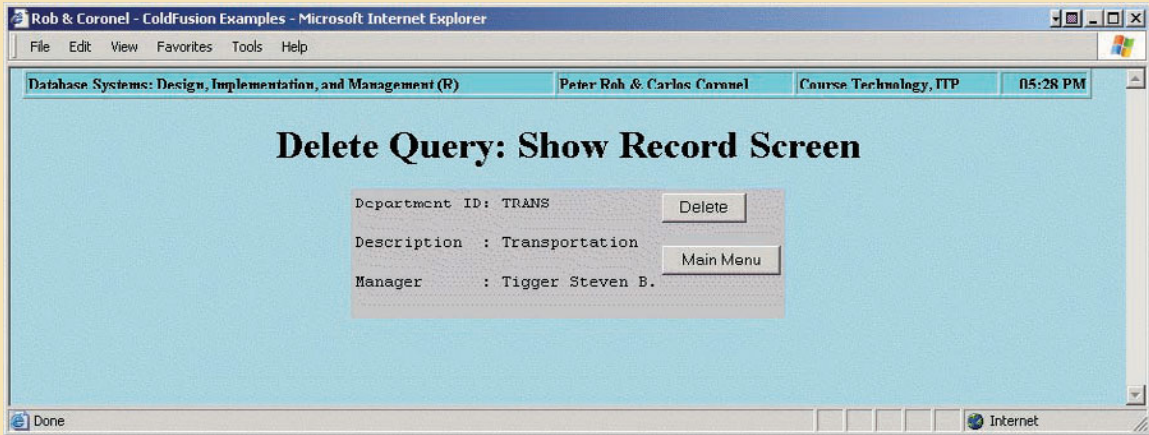 Rob & Coronel - ColdFusion Examples - Microsoft Internet Explorer
File Edit View Favorites Tools Help
Database Systems: Design, Implementation, and Management (R) Peter Rob & Carlos Coronel Course Technology, ITP 05:28 PM
Delete Query: Show Record Screen
Department ID: TRANS Delete
Description : Transportation
Main Menu
Manager : Tigger Steven B.
Done Internet